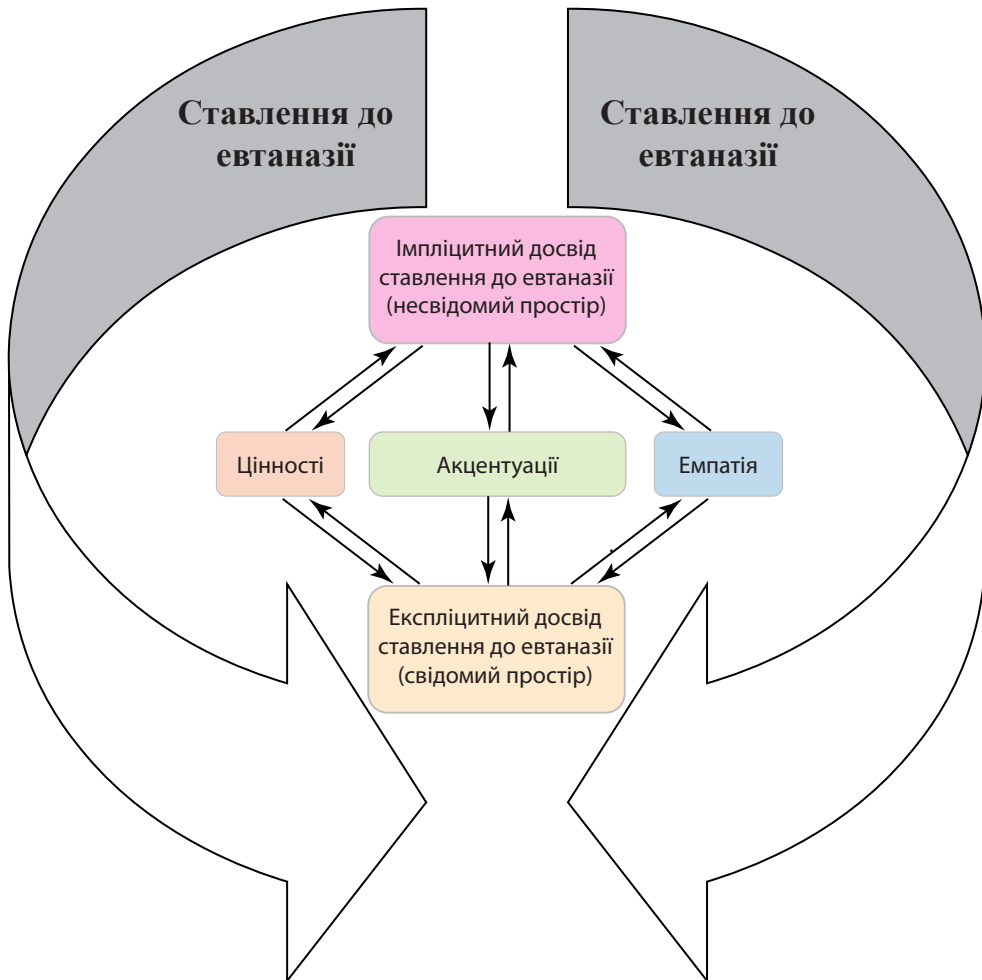 Ставлення до
евтаназії
Ставлення до
евтаназії
Імпліцитний досвід
ставлення до евтаназії
(несвідомий простір)
Цінності
Акцентуації
Емпатія
Експліцитний досвід
ставлення до евтаназії
(свідомий простір)